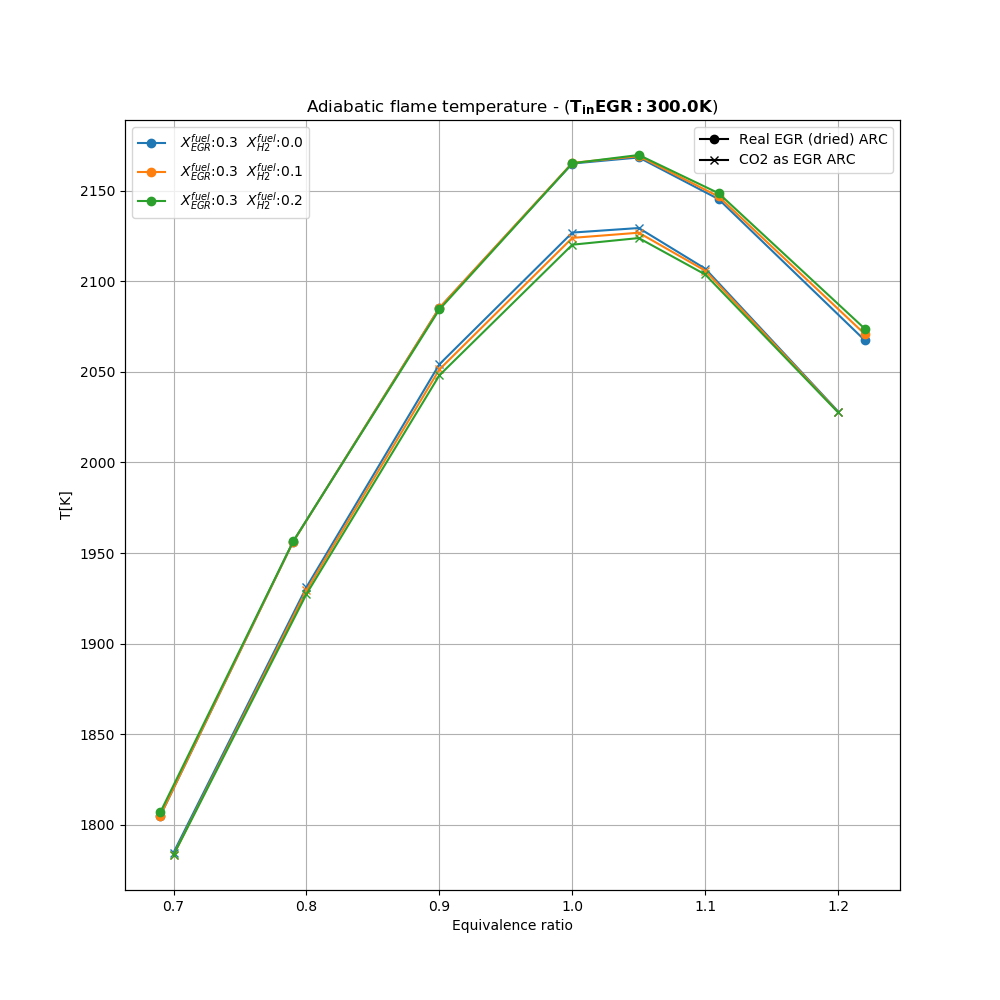 Adiabatic flame temperature - (T_in EGR : 300.0K)
X_EGR^fuel:0.3 X_H2^fuel:0.0
X_EGR^fuel:0.3 X_H2^fuel:0.1
X_EGR^fuel:0.3 X_H2^fuel:0.2
Real EGR (dried) ARC
CO2 as EGR ARC
2150
2100
2050
2000
1950
1900
1850
1800
T[K]
0.7 0.8 0.9 1.0 1.1 1.2
Equivalence ratio